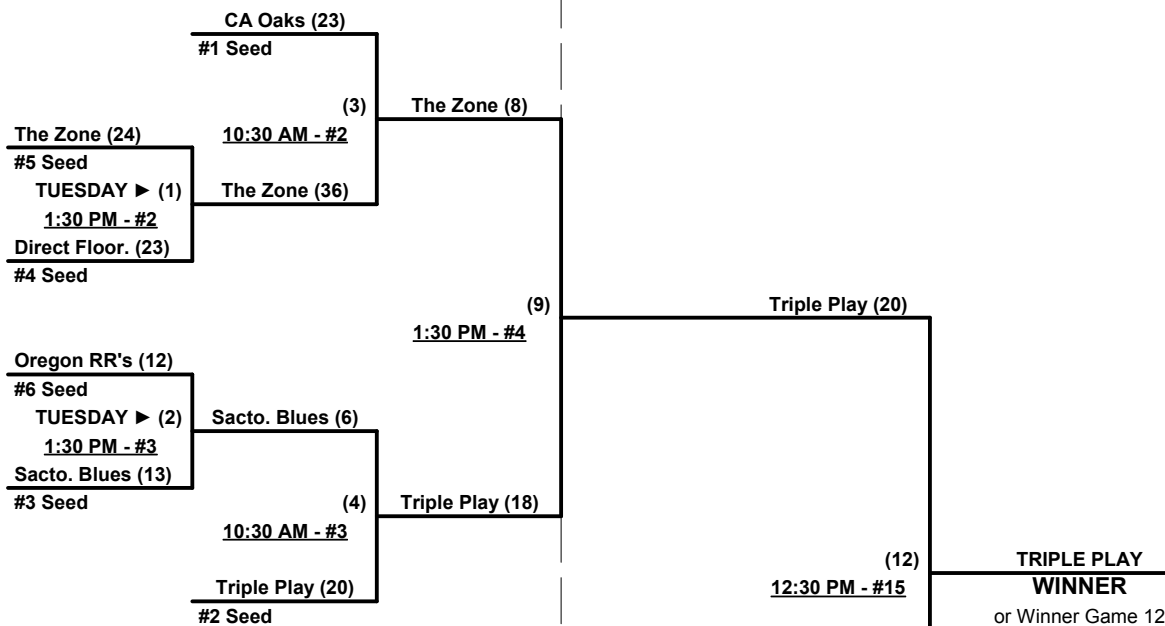 CA Oaks (23)
#1 Seed
(3)
10:30 AM - #2
The Zone (8)
The Zone (24)
#5 Seed
TUESDAY ► (1)
1:30 PM - #2
The Zone (36)
Direct Floor. (23)
#4 Seed
(9)
1:30 PM - #4
Triple Play (20)
Oregon RR's (12)
#6 Seed
TUESDAY ► (2)
1:30 PM - #3
Sacto. Blues (6)
Sacto. Blues (13)
#3 Seed
(4)
10:30 AM - #3
Triple Play (18)
Triple Play (20)
#2 Seed
(12)
12:30 PM - #15
TRIPLE PLAY
WINNER
or Winner Game 12